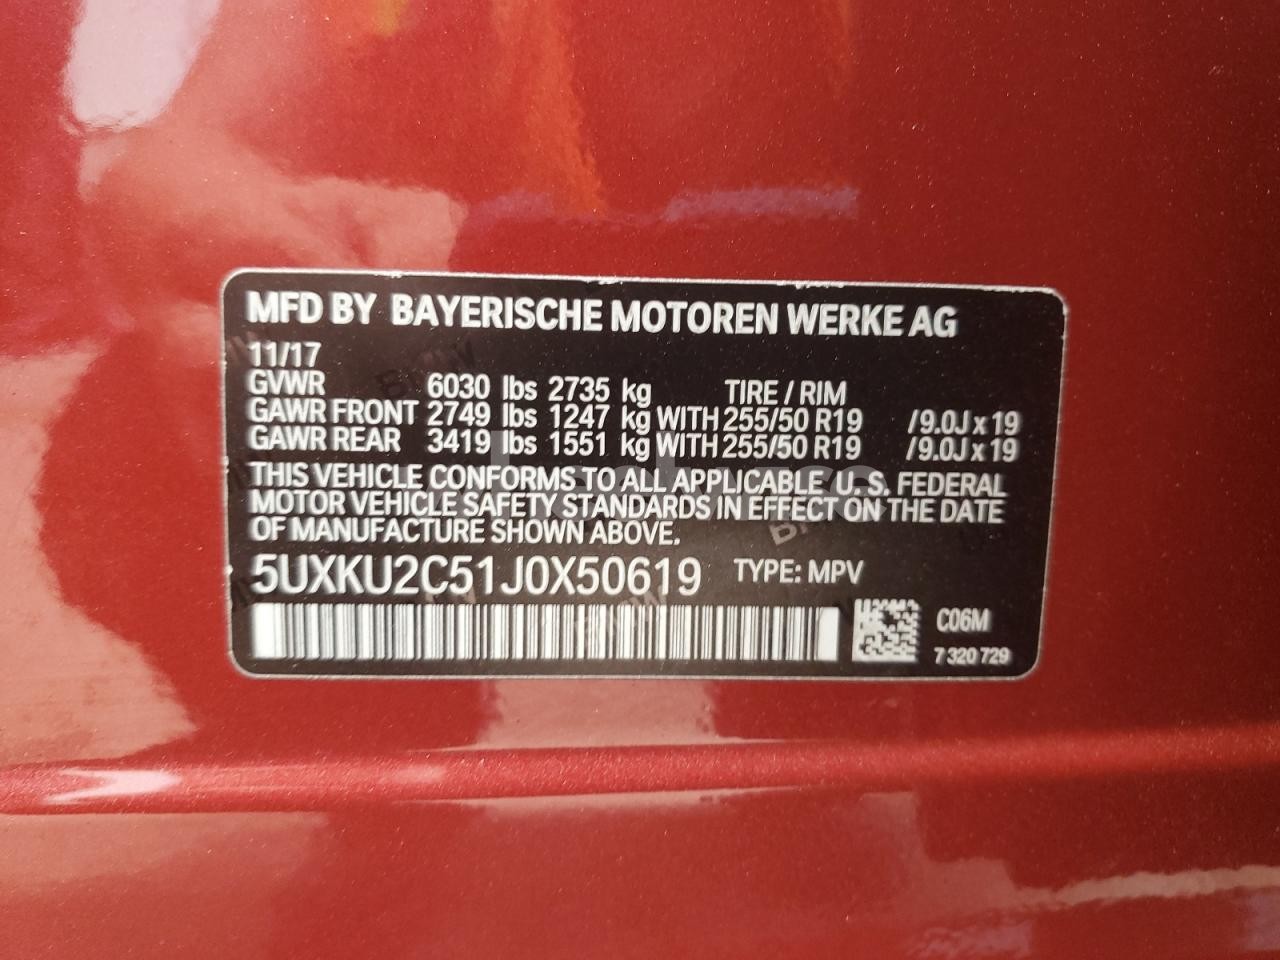 MFD BY BAYERISCHE MOTOREN WERKE AG
11/17
GVWR 6030 lbs 2735 kg TIRE / RIM
GAWR FRONT 2749 lbs 1247 kg WITH 255/50 R19 /9.0J x 19
GAWR REAR 3419 lbs 1551 kg WITH 255/50 R19 /9.0J x 19
THIS VEHICLE CONFORMS TO ALL APPLICABLE U.S. FEDERAL
MOTOR VEHICLE SAFETY STANDARDS IN EFFECT ON THE DATE
OF MANUFACTURE SHOWN ABOVE.
5UXKU2C51J0X50619 TYPE: MPV
C06M
7 320 729